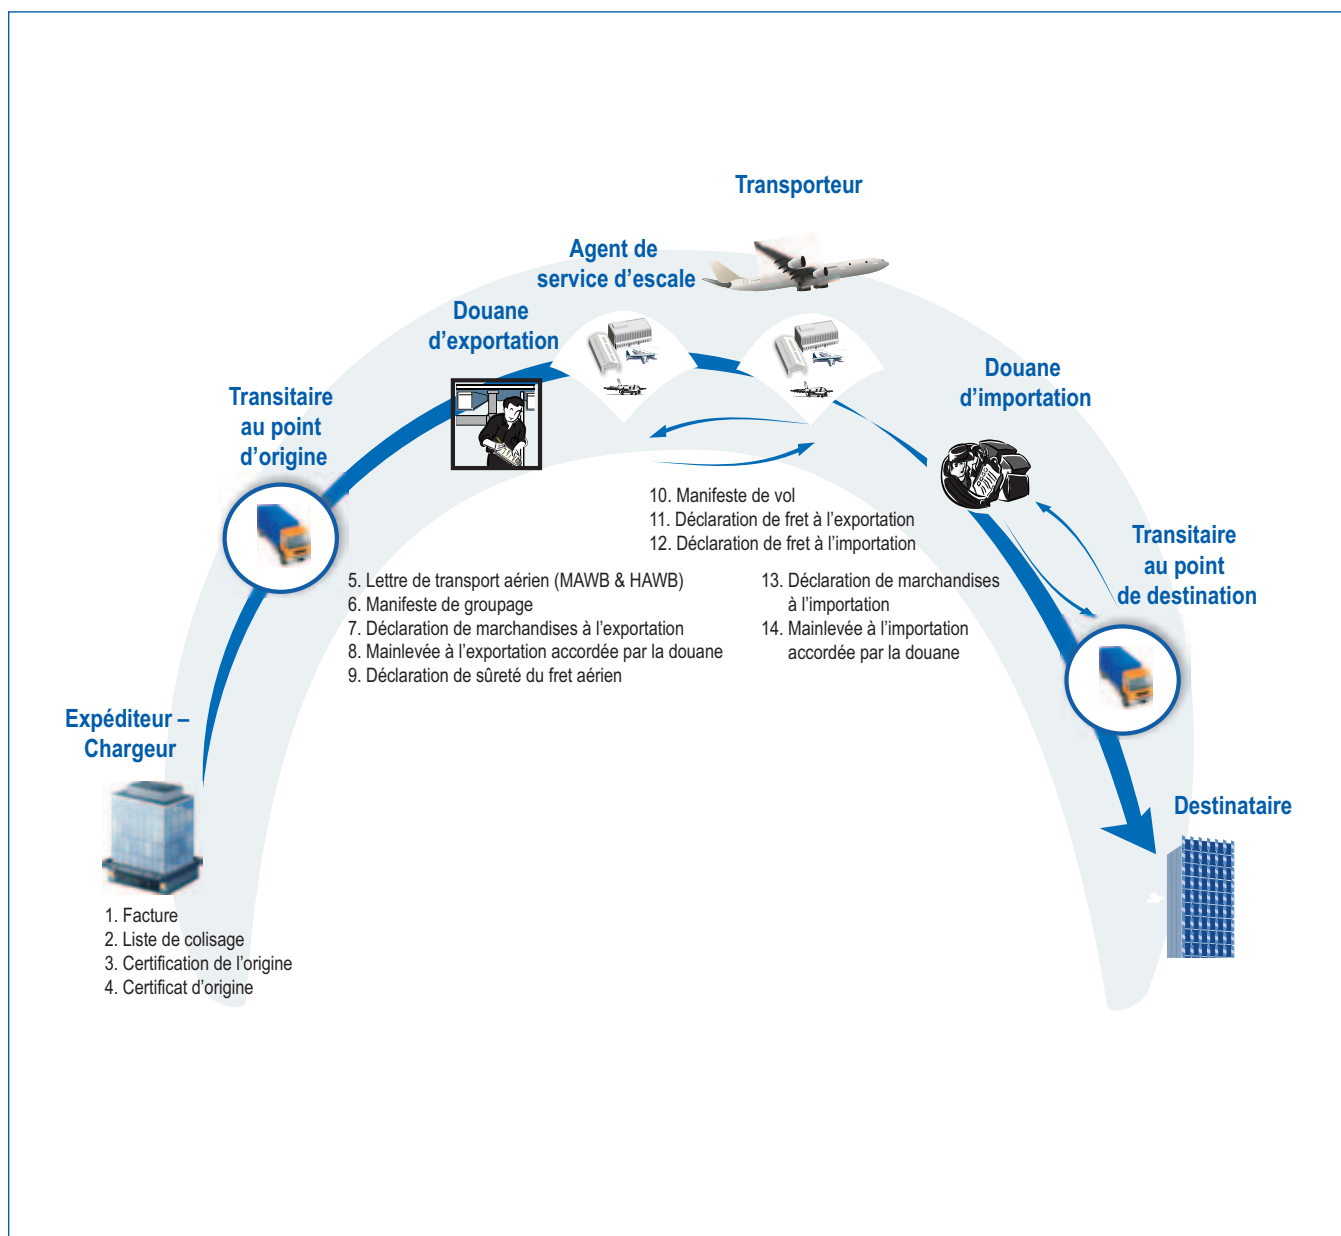 Transporteur
Agent de
service d’escale
Douane
d’exportation
Douane
d’importation
Transitaire
au point
d’origine
10. Manifeste de vol
11. Déclaration de fret à l’exportation
12. Déclaration de fret à l’importation
Transitaire
au point
de destination
5. Lettre de transport aérien (MAWB & HAWB)
6. Manifeste de groupage
7. Déclaration de marchandises à l’exportation
8. Mainlevée à l’exportation accordée par la douane
9. Déclaration de sûreté du fret aérien
13. Déclaration de marchandises
à l’importation
14. Mainlevée à l’importation
accordée par la douane
Expéditeur –
Chargeur
Destinataire
1. Facture
2. Liste de colisage
3. Certification de l’origine
4. Certificat d’origine